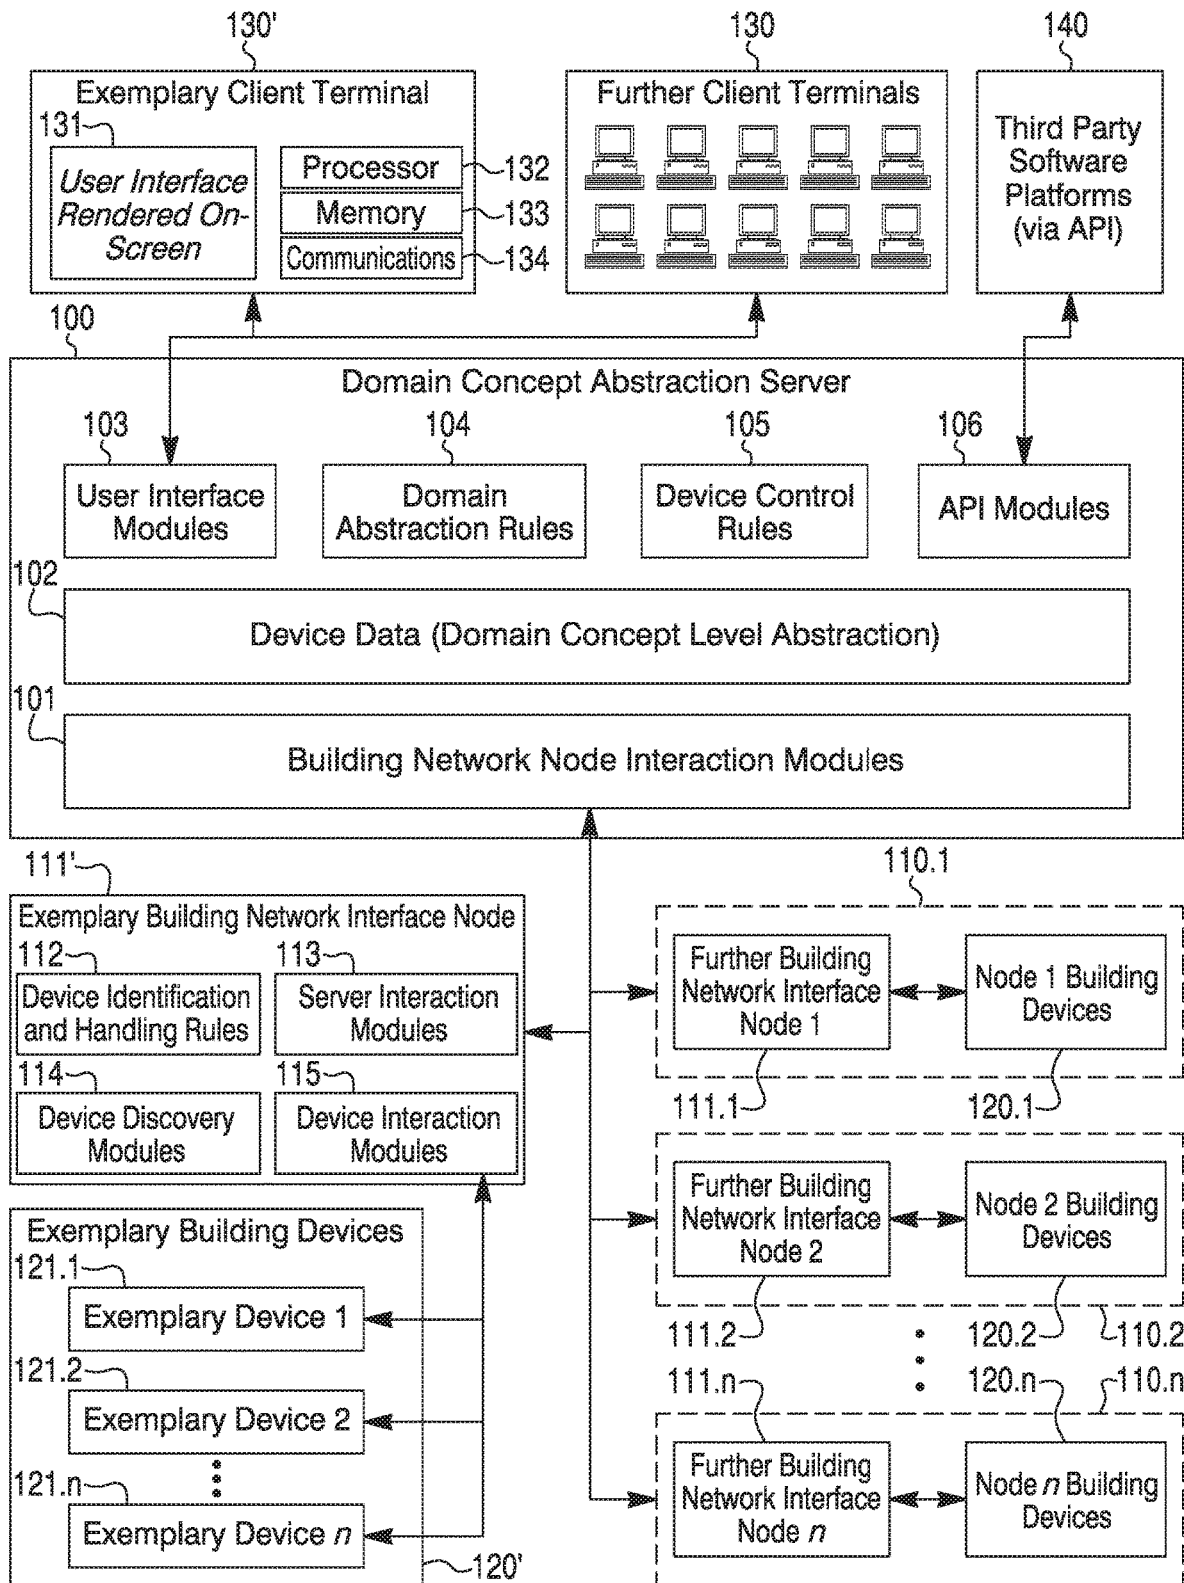 130'
130
140
Exemplary Client Terminal
131
User Interface
Rendered On-
Screen
Processor
132
Memory
133
Communications
134
Further Client Terminals
Third Party
Software
Platforms
(via API)
100
Domain Concept Abstraction Server
103
User Interface
Modules
104
Domain
Abstraction Rules
105
Device Control
Rules
106
API Modules
102
Device Data (Domain Concept Level Abstraction)
101
Building Network Node Interaction Modules
111'
Exemplary Building Network Interface Node
112
Device Identification
and Handling Rules
113
Server Interaction
Modules
114
Device Discovery
Modules
115
Device Interaction
Modules
Exemplary Building Devices
121.1
Exemplary Device 1
121.2
Exemplary Device 2
121.n
Exemplary Device n
120'
110.1
Further Building
Network Interface
Node 1
Node 1 Building
Devices
111.1
120.1
Further Building
Network Interface
Node 2
Node 2 Building
Devices
111.2
120.2
110.2
111.n
120.n
110.n
Further Building
Network Interface
Node n
Node n Building
Devices